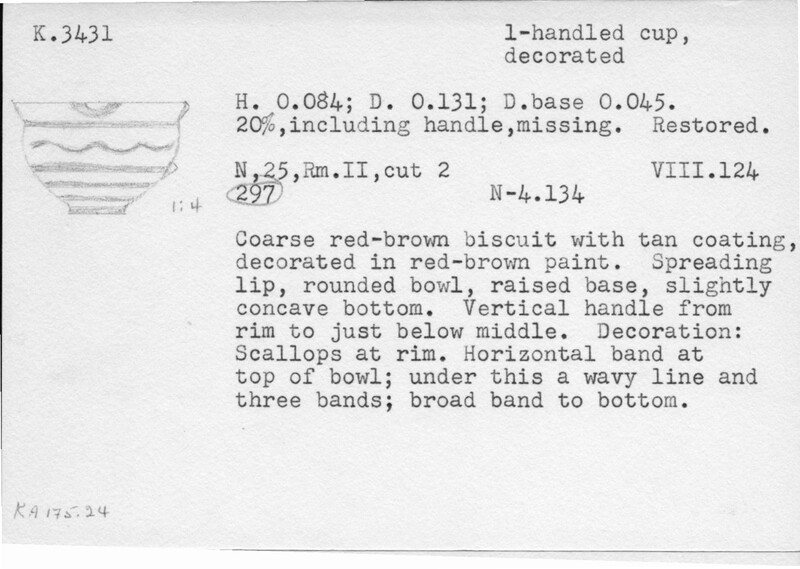 K.3431
1-handled cup,
decorated
H. 0.084; D. 0.131; D.base 0.045.
20%,including handle,missing. Restored.
N,25,Rm.II,cut 2 VIII.124
297 N-4.134
1:4
Coarse red-brown biscuit with tan coating,
decorated in red-brown paint. Spreading
lip, rounded bowl, raised base, slightly
concave bottom. Vertical handle from
rim to just below middle. Decoration:
Scallops at rim. Horizontal band at
top of bowl; under this a wavy line and
three bands; broad band to bottom.
KA175.24